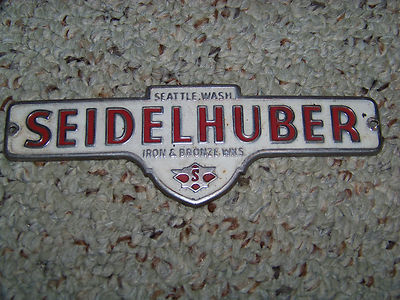 SEATTLE, WASH.
SEIDELHUBER
IRON & BRONZE WKS
S